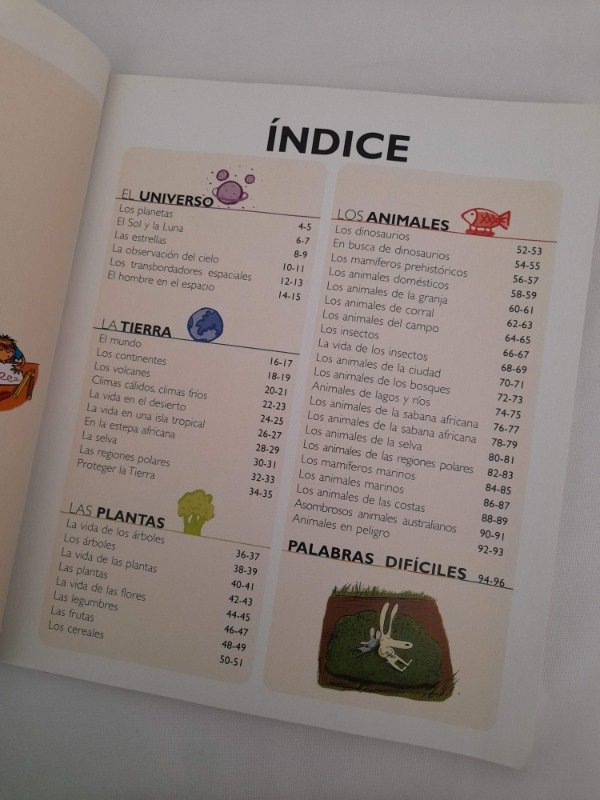 ÍNDICE
EL UNIVERSO
Los planetas 4-5
El Sol y la Luna 6-7
Las estrellas 8-9
La observación del cielo 10-11
Los transbordadores espaciales 12-13
El hombre en el espacio 14-15
LA TIERRA
El mundo 16-17
Los continentes 18-19
Los volcanes 20-21
Climas cálidos, climas fríos 22-23
La vida en el desierto 24-25
La vida en una isla tropical 26-27
En la estepa africana 28-29
La selva 30-31
Las regiones polares 32-33
Proteger la Tierra 34-35
LAS PLANTAS
La vida de los árboles 36-37
Los árboles 38-39
La vida de las plantas 40-41
Las plantas 42-43
La vida de las flores 44-45
Las legumbres 46-47
Las frutas 48-49
Los cereales 50-51
LOS ANIMALES
Los dinosaurios 52-53
En busca de dinosaurios 54-55
Los mamíferos prehistóricos 56-57
Los animales domésticos 58-59
Los animales de la granja 60-61
Los animales de corral 62-63
Los animales del campo 64-65
Los insectos 66-67
La vida de los insectos 68-69
Los animales de la ciudad 70-71
Los animales de los bosques 72-73
Animales de lagos y ríos 74-75
Los animales de la sabana africana 76-77
Los animales de la sabana africana 78-79
Los animales de la selva 80-81
Los animales de las regiones polares 82-83
Los mamíferos marinos 84-85
Los animales marinos 86-87
Los animales de las costas 88-89
Asombrosos animales australianos 90-91
Animales en peligro 92-93
PALABRAS DIFÍCILES 94-96